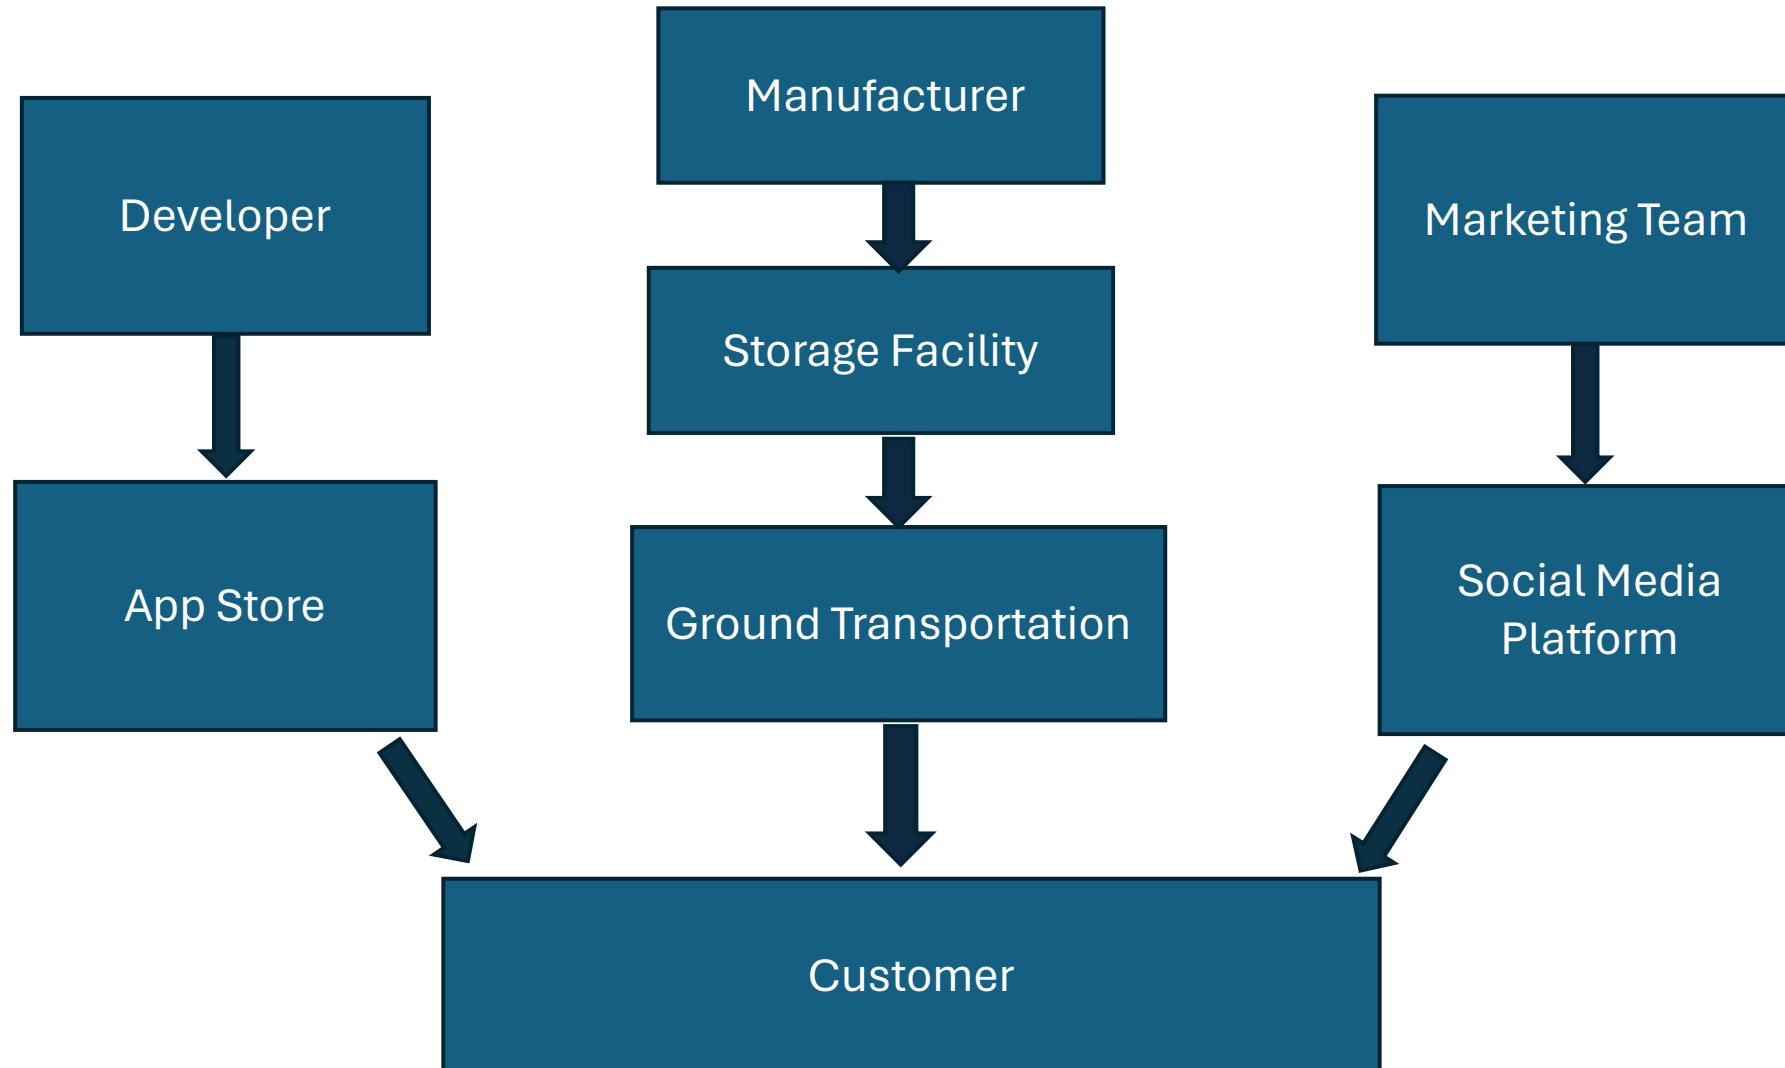 Manufacturer
Developer
Marketing Team
Storage Facility
App Store
Ground Transportation
Social Media
Platform
Customer